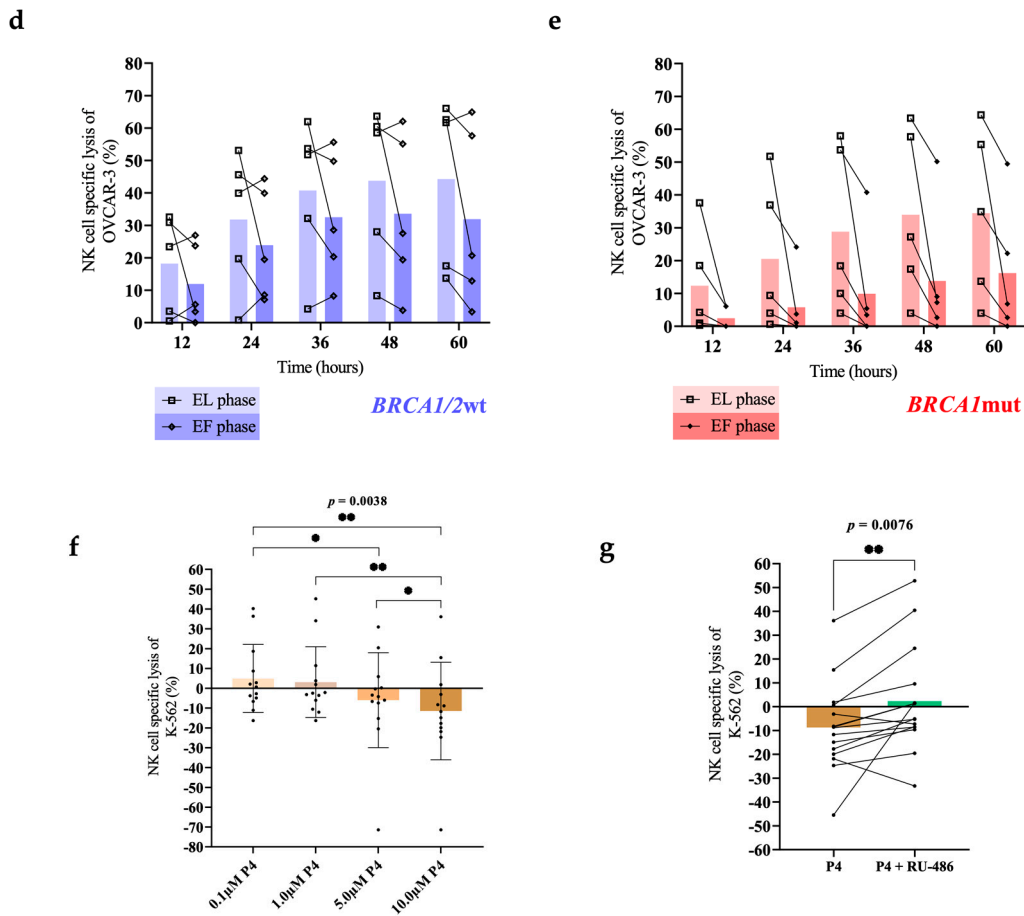 d
NK cell specific lysis of
OVCAR-3 (%)
80
70
60
50
40
30
20
10
0
12 24 36 48 60
Time (hours)
EL phase
EF phase
BRCA1/2wt
e
NK cell specific lysis of
OVCAR-3 (%)
80
70
60
50
40
30
20
10
0
12 24 36 48 60
Time (hours)
EL phase
EF phase
BRCA1mut
f
p = 0.0038
NK cell specific lysis of
K-562 (%)
60
50
40
30
20
10
0
-10
-20
-30
-40
-50
-60
-70
-80
0.1μM P4
1.0μM P4
5.0μM P4
10.0μM P4
g
p = 0.0076
NK cell specific lysis of
K-562 (%)
60
50
40
30
20
10
0
-10
-20
-30
-40
-50
-60
P4 P4 + RU-486